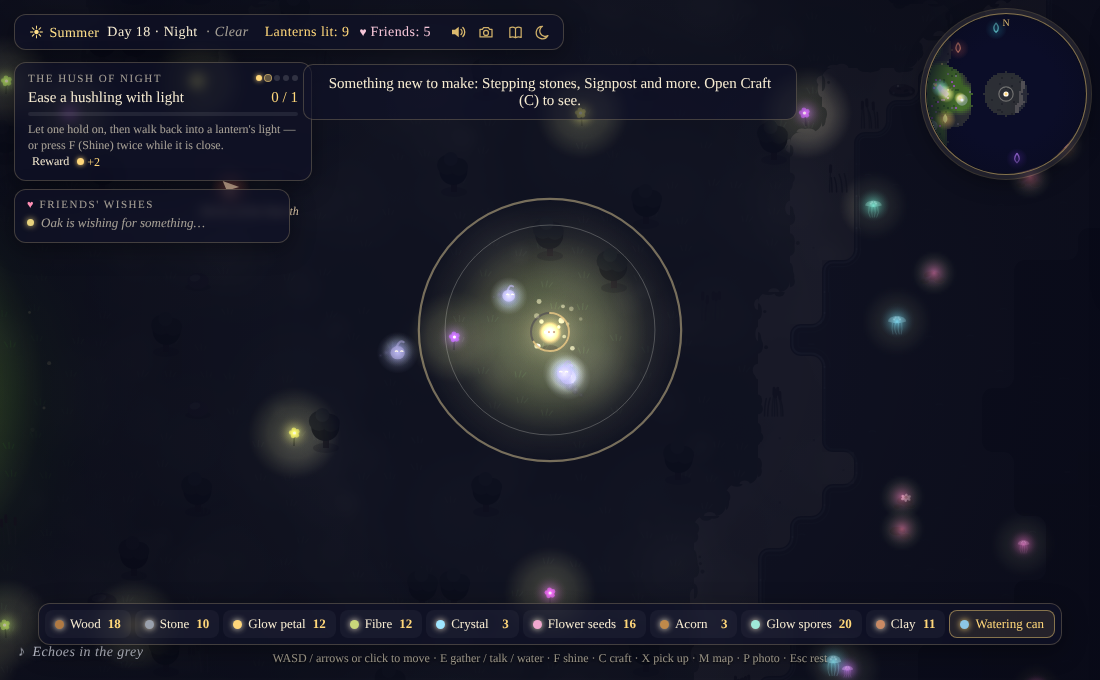 Summer Day 18 · Night · Clear Lanterns lit: 9 ♥ Friends: 5
N
THE HUSH OF NIGHT
Ease a hushling with light 0 / 1
Let one hold on, then walk back into a lantern's light —
or press F (Shine) twice while it is close.
Reward +2
Something new to make: Stepping stones, Signpost and more. Open Craft
(C) to see.
♥ FRIENDS' WISHES
Oak is wishing for something…
th
Wood 18 Stone 10 Glow petal 12 Fibre 12 Crystal 3 Flower seeds 16 Acorn 3 Glow spores 20 Clay 11 Watering can
♪ Echoes in the grey
WASD / arrows or click to move · E gather / talk / water · F shine · C craft · X pick up · M map · P photo · Esc rest